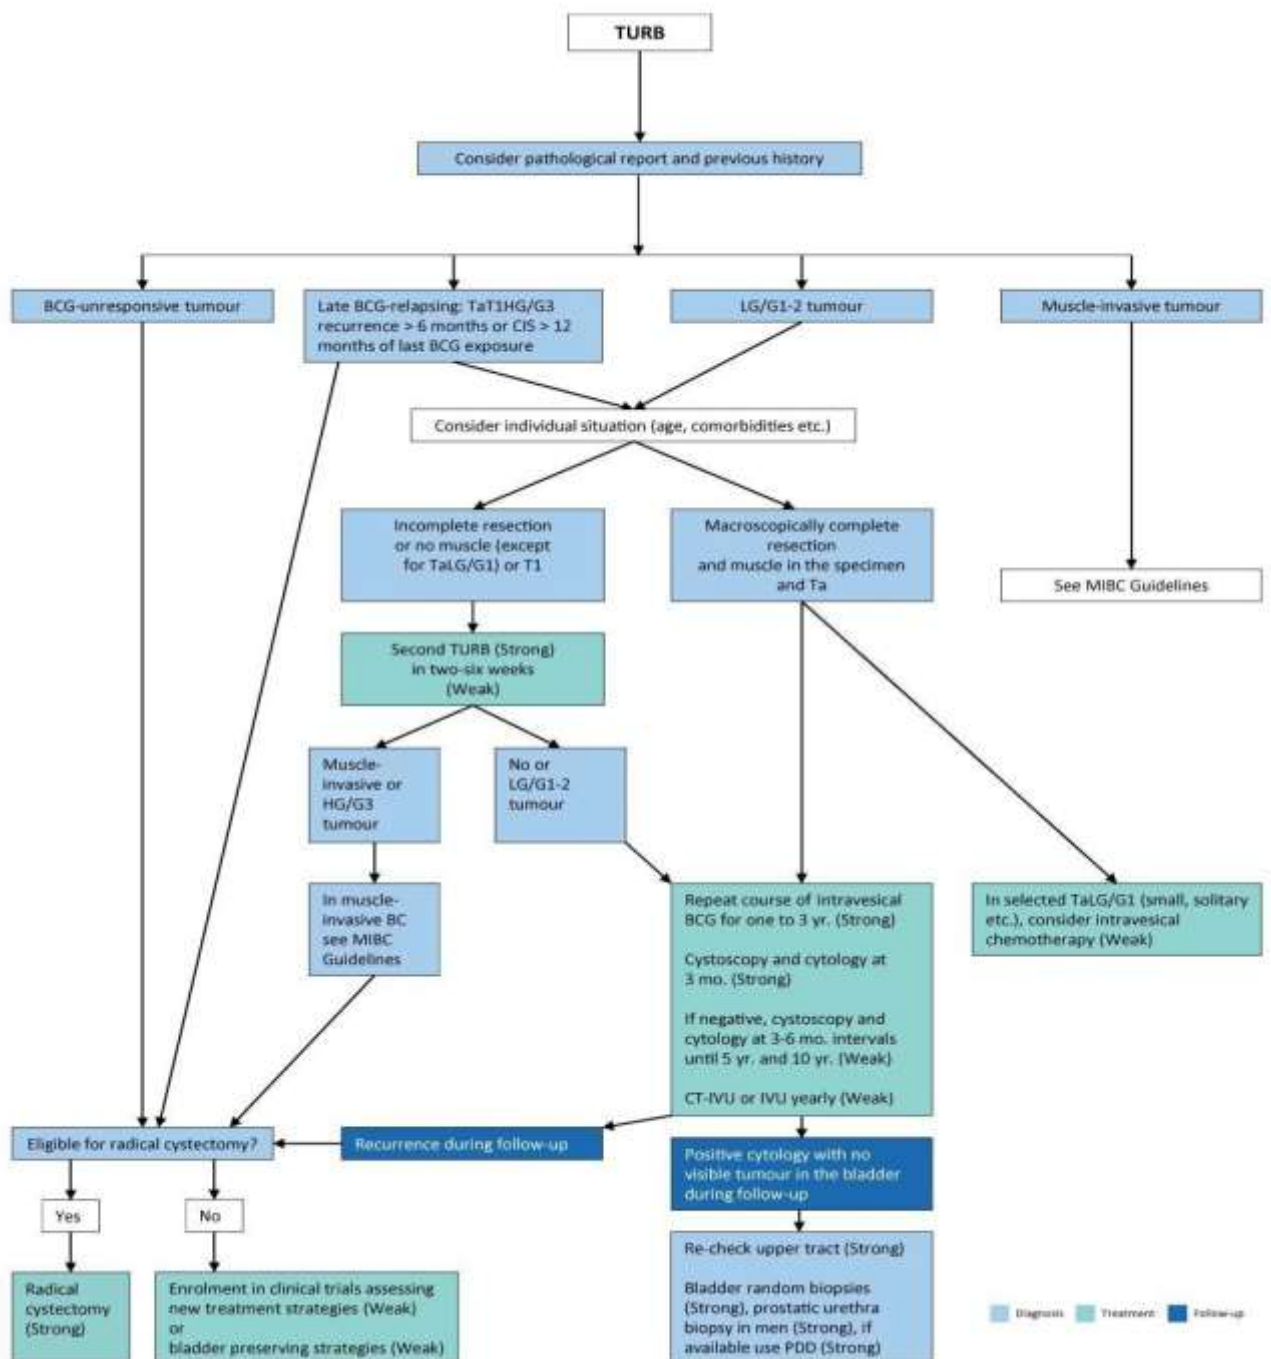 TURB
Consider pathological report and previous history
BCG-unresponsive tumour
Late BCG-relapsing: TaT1HG/G3
recurrence > 6 months or CIS > 12
months of last BCG exposure
LG/G1-2 tumour
Muscle-invasive tumour
Consider individual situation (age, comorbidities etc.)
Incomplete resection
or no muscle (except
for TaLG/G1) or T1
Macroscopically complete
resection
and muscle in the specimen
and Ta
See MIBC Guidelines
Second TURB (Strong)
in two-six weeks
(Weak)
Muscle-
invasive or
HG/G3
tumour
No or
LG/G1-2
tumour
In muscle-
invasive BC
see MIBC
Guidelines
Repeat course of intravesical
BCG for one to 3 yr. (Strong)
Cystoscopy and cytology at
3 mo. (Strong)
If negative, cystoscopy and
cytology at 3-6 mo. intervals
until 5 yr. and 10 yr. (Weak)
CT-IVU or IVU yearly (Weak)
In selected TaLG/G1 (small, solitary
etc.), consider intravesical
chemotherapy (Weak)
Eligible for radical cystectomy?
Recurrence during follow-up
Positive cytology with no
visible tumour in the bladder
during follow-up
Yes
No
Radical
cystectomy
(Strong)
Enrolment in clinical trials assessing
new treatment strategies (Weak)
or
bladder preserving strategies (Weak)
Re-check upper tract (Strong)
Bladder random biopsies
(Strong), prostatic urethra
biopsy in men (Strong), if
available use PDD (Strong)
Diagnosis
Treatment
Follow-up